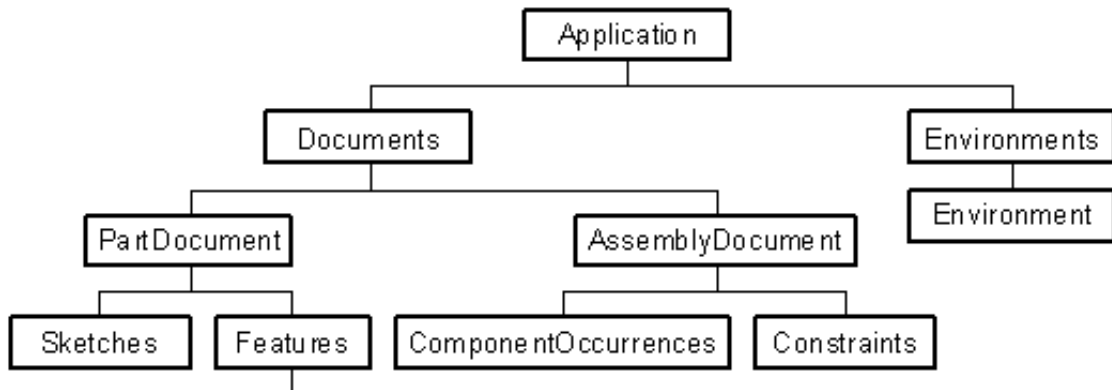 Application
Documents
Environments
Environment
PartDocument
AssemblyDocument
Sketches
Features
ComponentOccurrences
Constraints